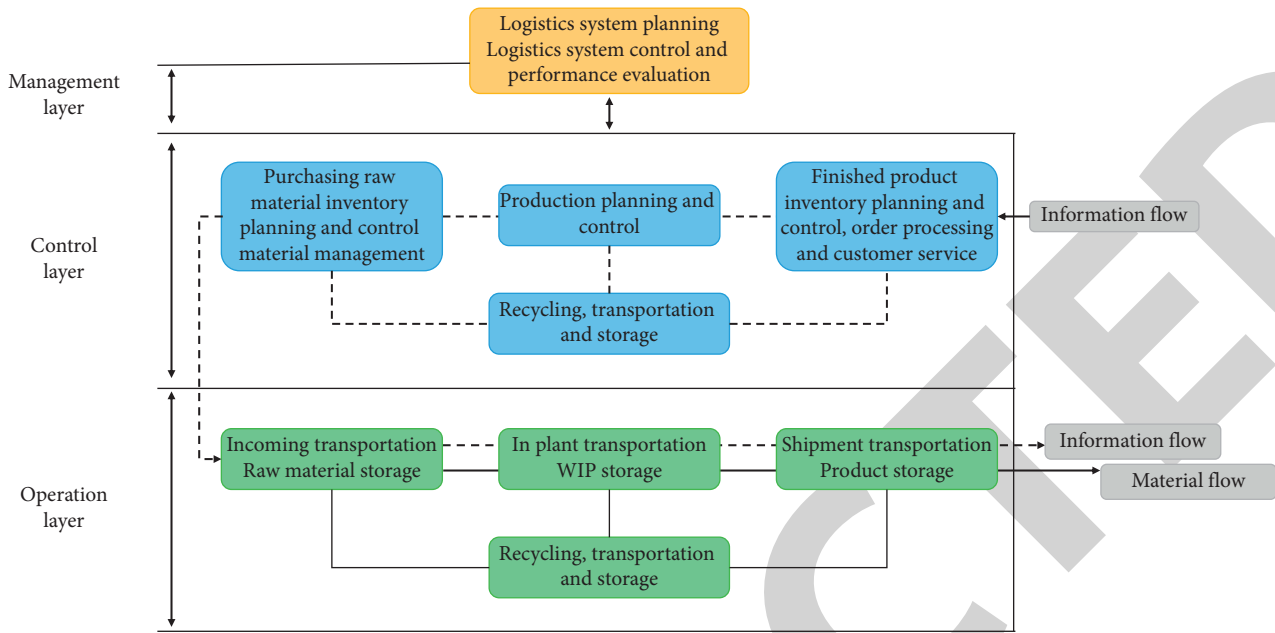 Logistics system planning
Logistics system control and
performance evaluation
Management
layer
Purchasing raw
material inventory
planning and control
material management
Production planning and
control
Finished product
inventory planning and
control, order processing
and customer service
Information flow
Control
layer
Recycling, transportation
and storage
Incoming transportation
Raw material storage
In plant transportation
WIP storage
Shipment transportation
Product storage
Information flow
Material flow
Operation
layer
Recycling, transportation
and storage
CTED